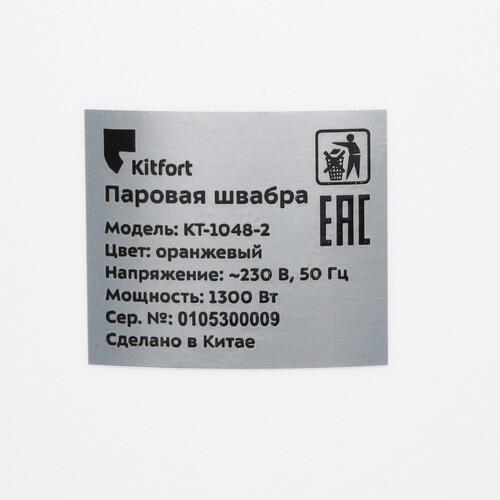 Kitfort
Паровая швабра
Модель: КТ-1048-2
Цвет: оранжевый
Напряжение: ~230 В, 50 Гц
Мощность: 1300 Вт
Сер. №: 0105300009
Сделано в Китае
EAC